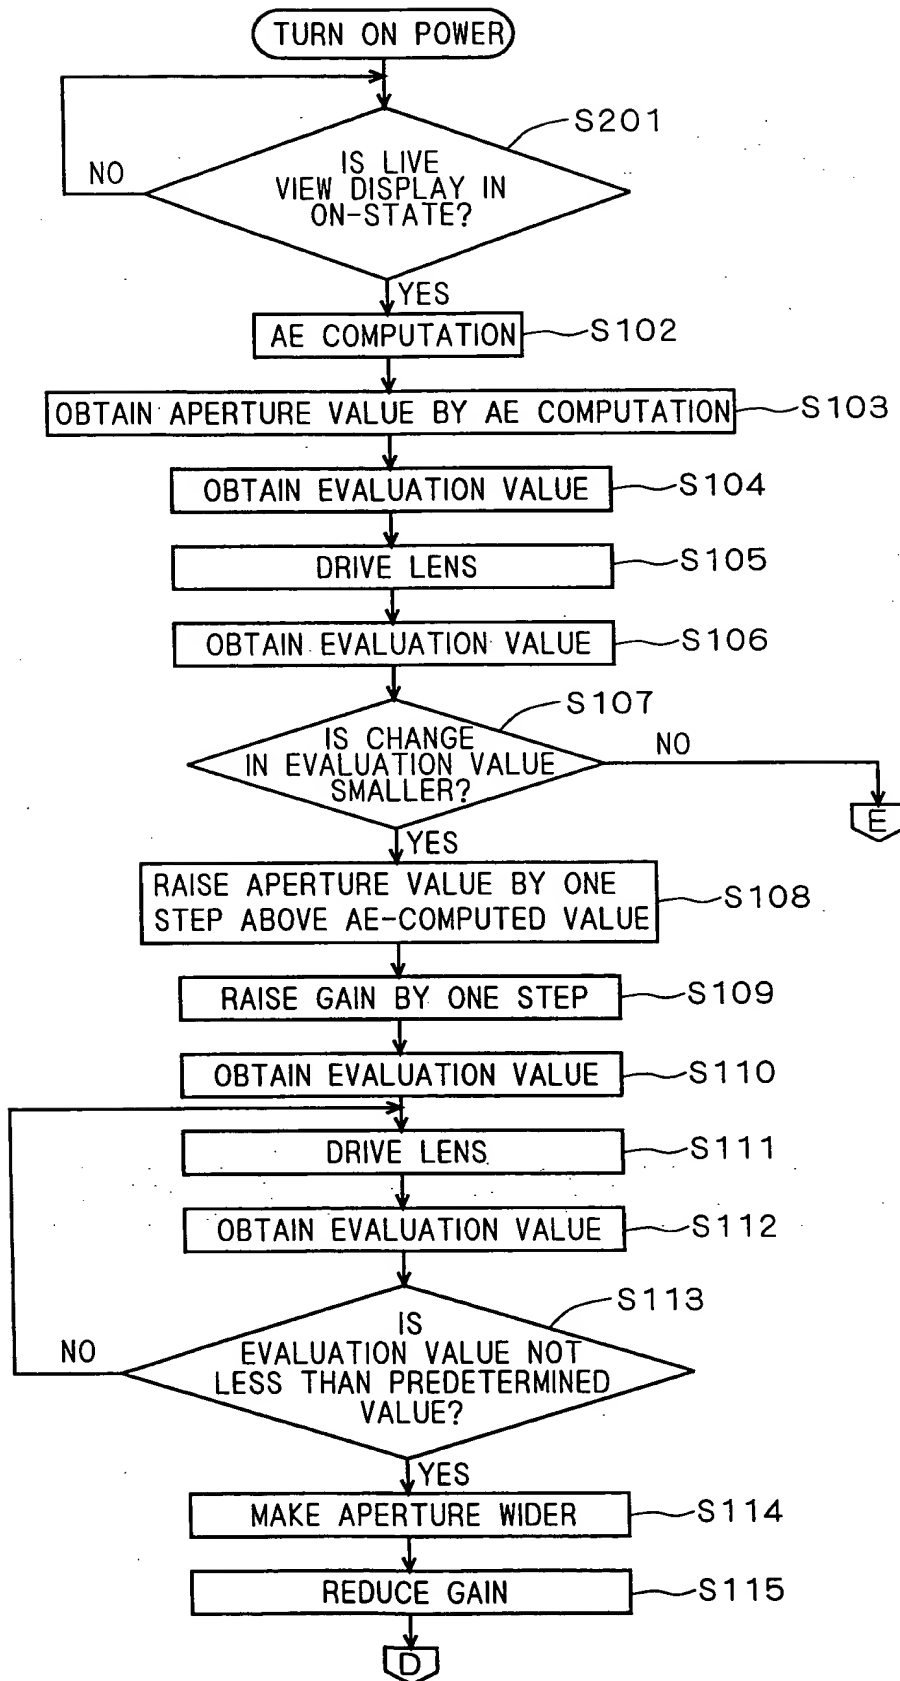 TURN ON POWER
S201
NO
IS LIVE
VIEW DISPLAY IN
ON-STATE?
YES
AE COMPUTATION
S102
OBTAIN APERTURE VALUE BY AE COMPUTATION
S103
OBTAIN EVALUATION VALUE
S104
DRIVE LENS
S105
OBTAIN EVALUATION VALUE
S106
S107
IS CHANGE
IN EVALUATION VALUE
SMALLER?
NO
E
YES
RAISE APERTURE VALUE BY ONE
STEP ABOVE AE-COMPUTED VALUE
S108
RAISE GAIN BY ONE STEP
S109
OBTAIN EVALUATION VALUE
S110
DRIVE LENS
S111
OBTAIN EVALUATION VALUE
S112
S113
NO
IS
EVALUATION VALUE NOT
LESS THAN PREDETERMINED
VALUE?
YES
MAKE APERTURE WIDER
S114
REDUCE GAIN
S115
D